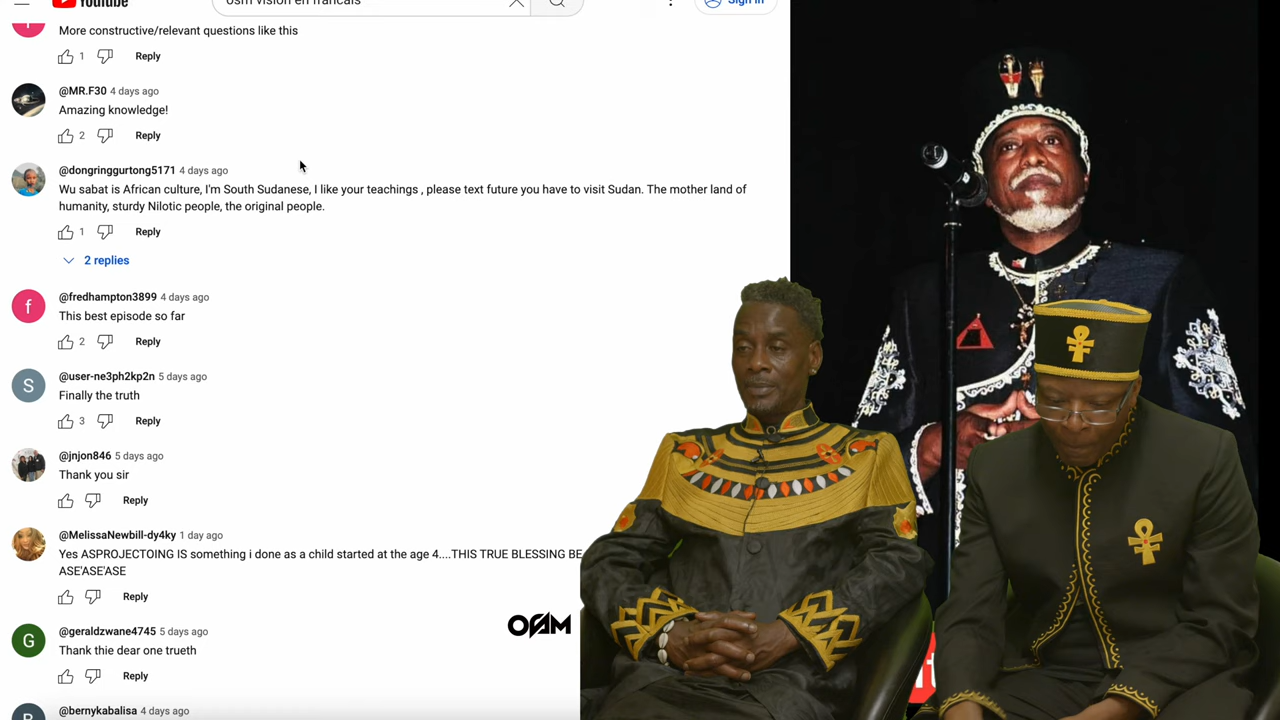 YouTube
osm vision en francais
Sign in
More constructive/relevant questions like this
1
Reply
@MR.F30 4 days ago
Amazing knowledge!
2
Reply
@dongringgurtong5171 4 days ago
Wu sabat is African culture, I'm South Sudanese, I like your teachings , please text future you have to visit Sudan. The mother land of
humanity, sturdy Nilotic people, the original people.
1
Reply
2 replies
f
@fredhampton3899 4 days ago
This best episode so far
2
Reply
S
@user-ne3ph2kp2n 5 days ago
Finally the truth
3
Reply
@jnjon846 5 days ago
Thank you sir
Reply
@MelissaNewbill-dy4ky 1 day ago
Yes ASPROJECTOING IS something i done as a child started at the age 4....THIS TRUE BLESSING BE
ASE'ASE'ASE
Reply
OSM
G
@geraldzwane4745 5 days ago
Thank thie dear one trueth
Reply
@bernykabalisa 4 days ago